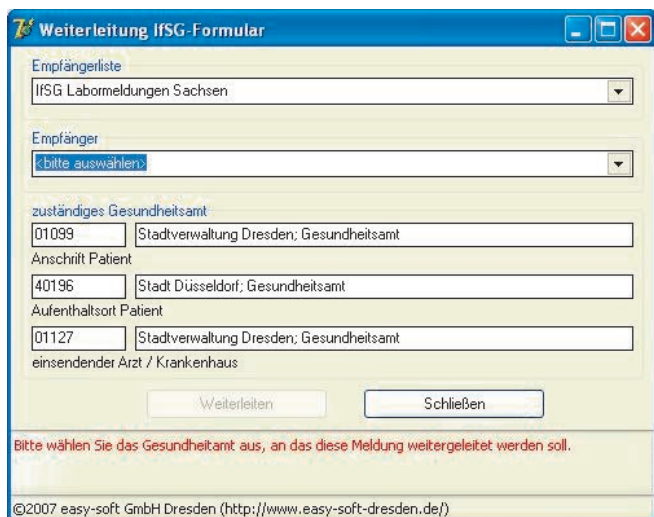 Weiterleitung IfSG-Formular
Empfängerliste
IfSG Labormeldungen Sachsen
Empfänger
<bitte auswählen>
zuständiges Gesundheitsamt
01099 Stadtverwaltung Dresden; Gesundheitsamt
Anschrift Patient
40196 Stadt Düsseldorf; Gesundheitsamt
Aufenthaltsort Patient
01127 Stadtverwaltung Dresden; Gesundheitsamt
einsendender Arzt / Krankenhaus
Weiterleiten Schließen
Bitte wählen Sie das Gesundheitamt aus, an das diese Meldung weitergeleitet werden soll.
©2007 easy-soft GmbH Dresden (http://www.easy-soft-dresden.de/)